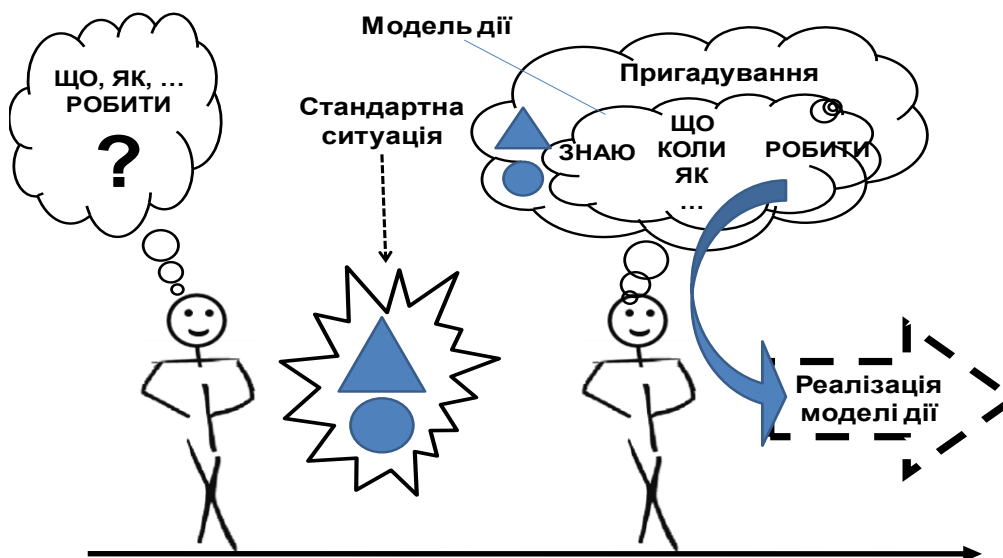 ЩО, ЯК, …
РОБИТИ
?
Стандартна
ситуація
Модель дії
Пригадування
ЗНАЮ
ЩО
КОЛИ
ЯК
…
РОБИТИ
Реалізація
моделі дії